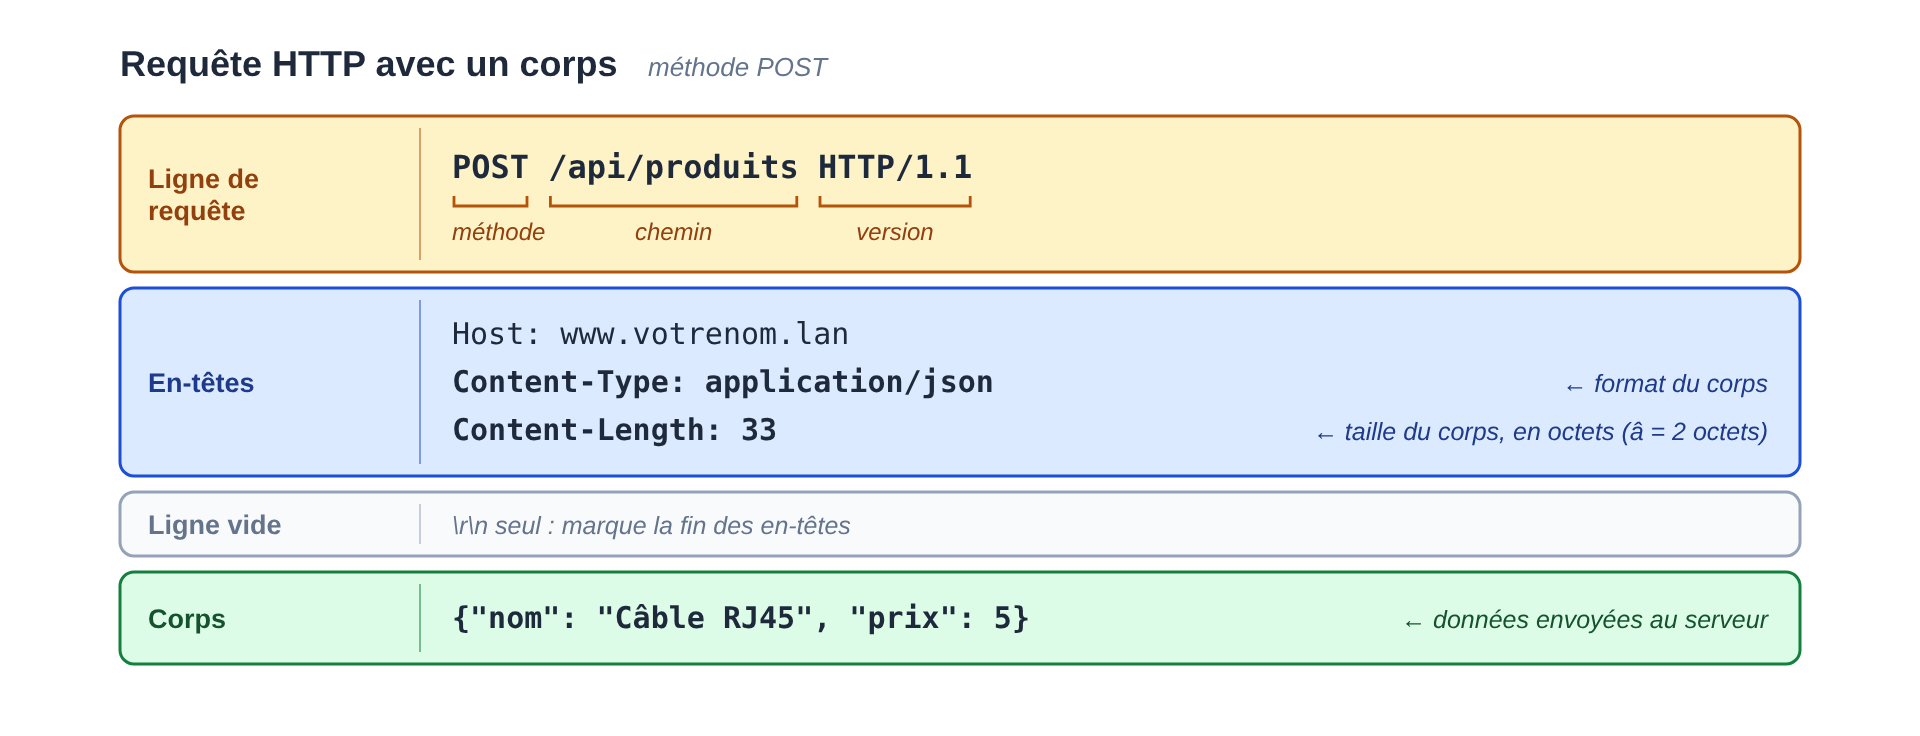 Requête HTTP avec un corps méthode POST
Ligne de
requête
POST /api/produits HTTP/1.1
méthode chemin version
En-têtes
Host: www.votrenom.lan
Content-Type: application/json ← format du corps
Content-Length: 33 ← taille du corps, en octets (â = 2 octets)
Ligne vide \r\n seul : marque la fin des en-têtes
Corps {"nom": "Câble RJ45", "prix": 5} ← données envoyées au serveur